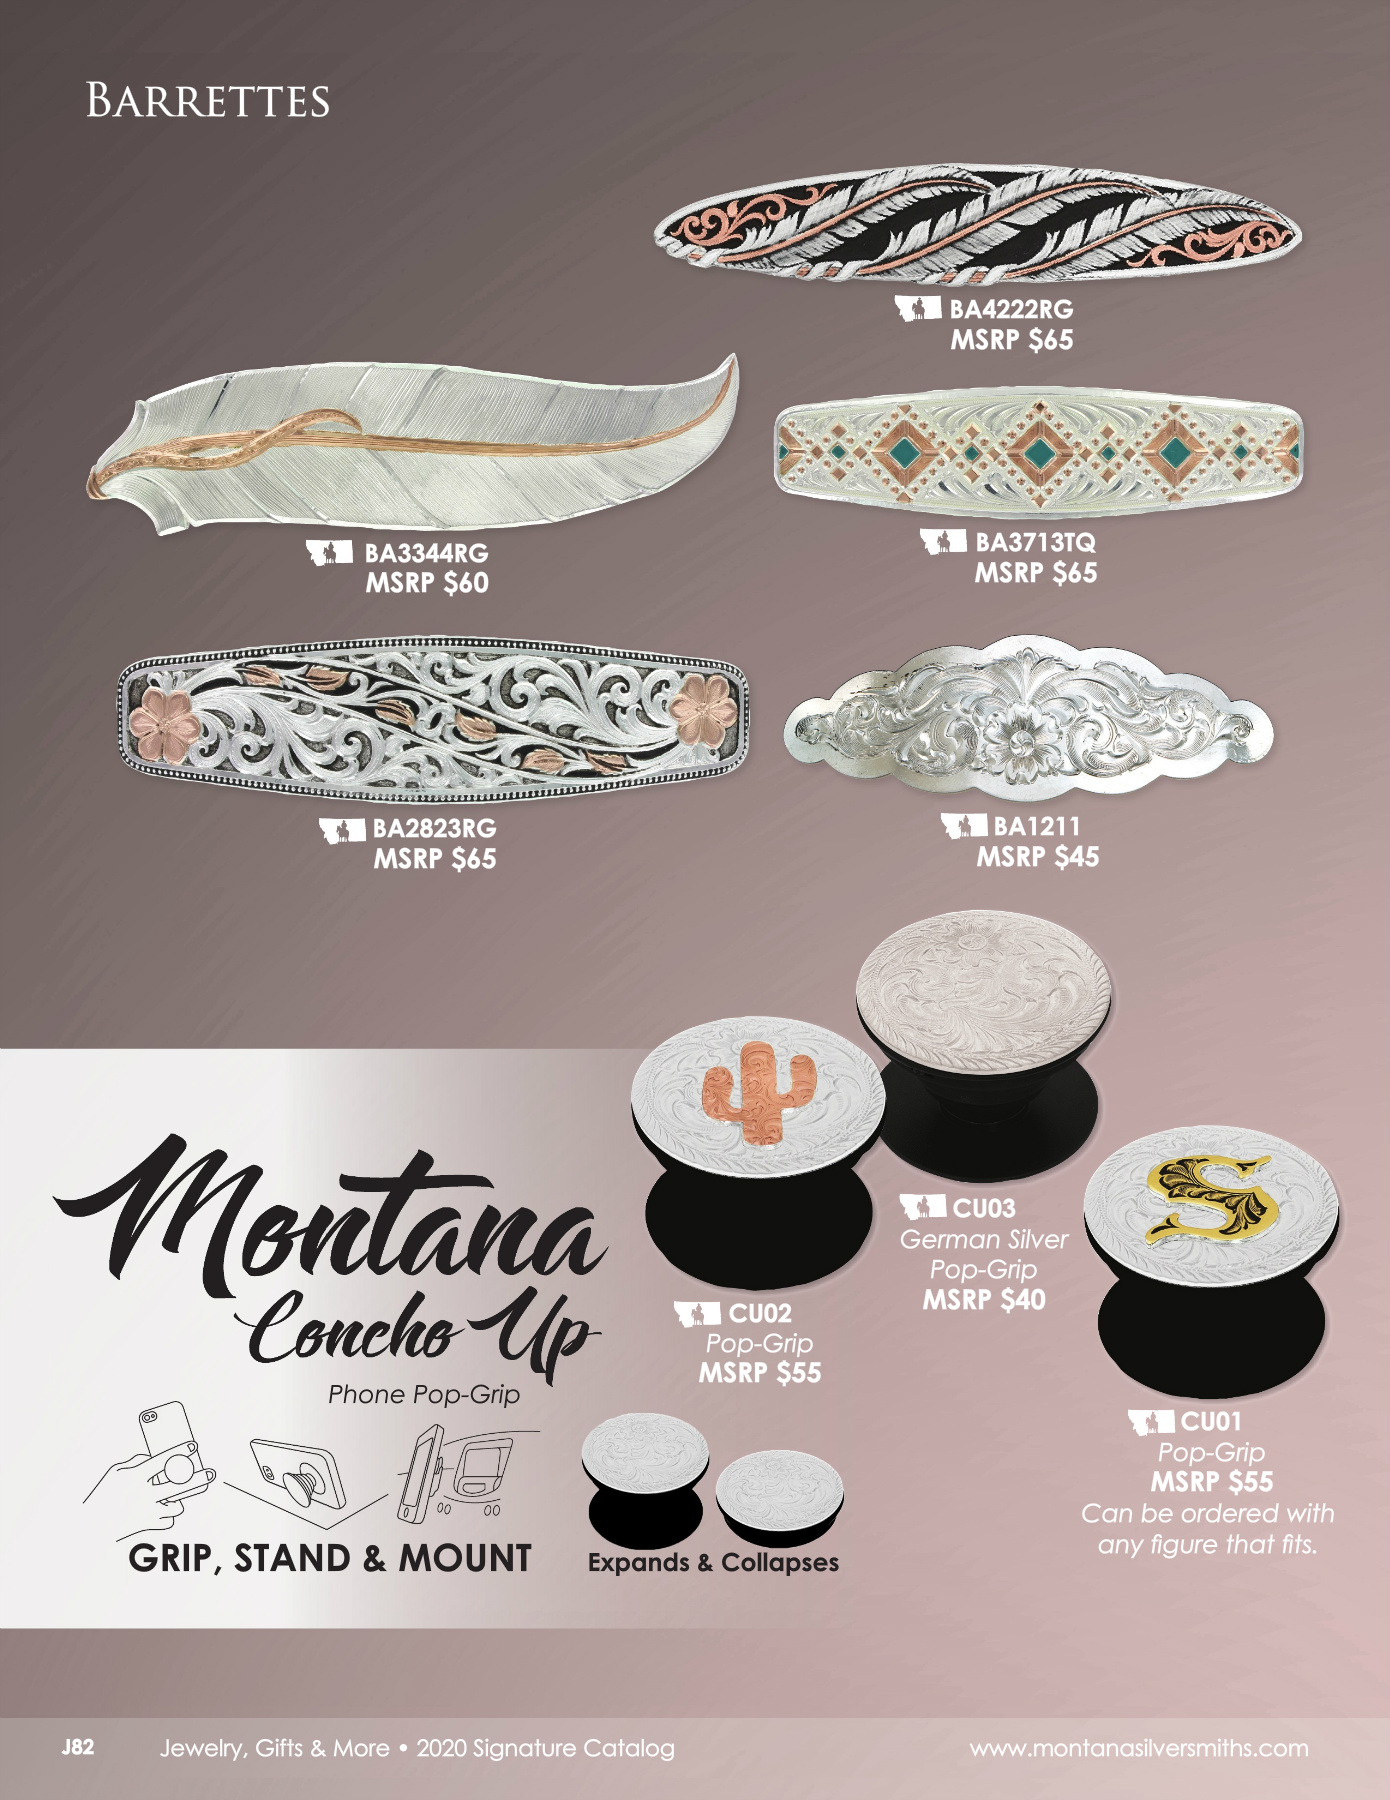 BARRETTES
BA4222RG
MSRP $65
BA3344RG
MSRP $60
BA3713TQ
MSRP $65
BA2823RG
MSRP $65
BA1211
MSRP $45
Montana
Concho Up
Phone Pop-Grip
GRIP, STAND & MOUNT
Expands & Collapses
CU02
Pop-Grip
MSRP $55
CU03
German Silver
Pop-Grip
MSRP $40
S
CU01
Pop-Grip
MSRP $55
Can be ordered with
any figure that fits.
J82 Jewelry, Gifts & More • 2020 Signature Catalog www.montanasilversmiths.com